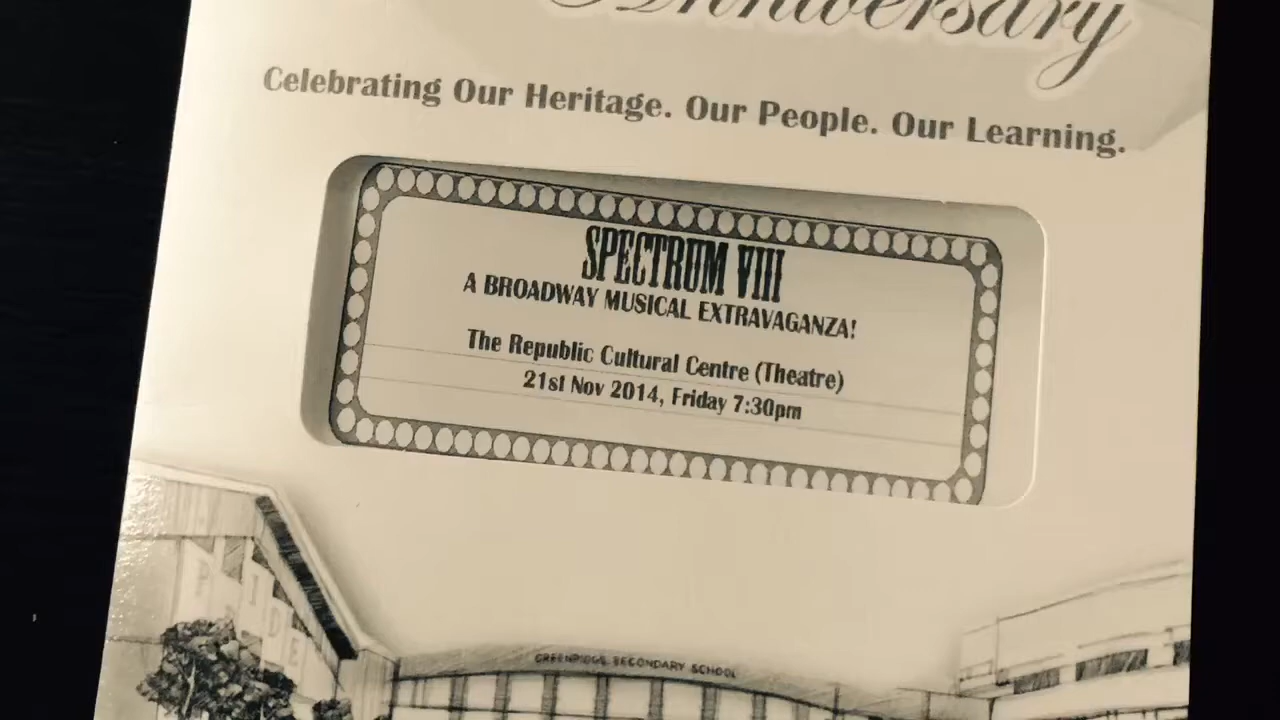 Anniversary
Celebrating Our Heritage. Our People. Our Learning.
SPECTRUM VIII
A BROADWAY MUSICAL EXTRAVAGANZA!
The Republic Cultural Centre (Theatre)
21st Nov 2014, Friday 7:30pm
PRIDE
GREENRIDGE SECONDARY SCHOOL